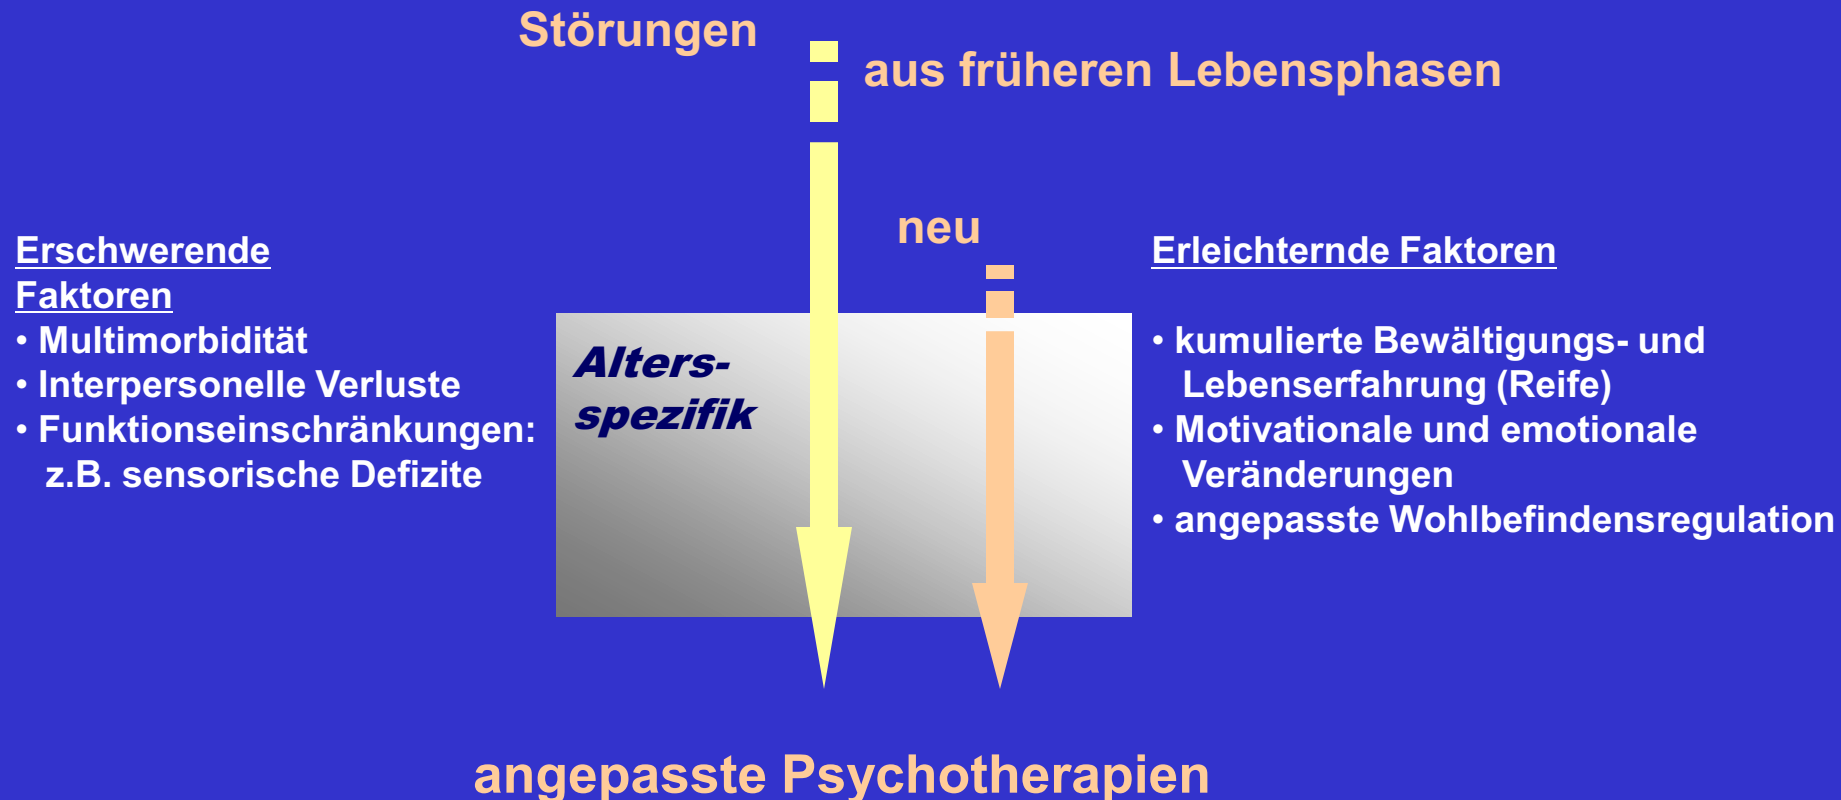 Störungen
aus früheren Lebensphasen
neu
Erschwerende
Faktoren
• Multimorbidität
• Interpersonelle Verluste
• Funktionseinschränkungen:
z.B. sensorische Defizite
Alters-
spezifik
Erleichternde Faktoren
• kumulierte Bewältigungs- und
Lebenserfahrung (Reife)
• Motivationale und emotionale
Veränderungen
• angepasste Wohlbefindensregulation
angepasste Psychotherapien